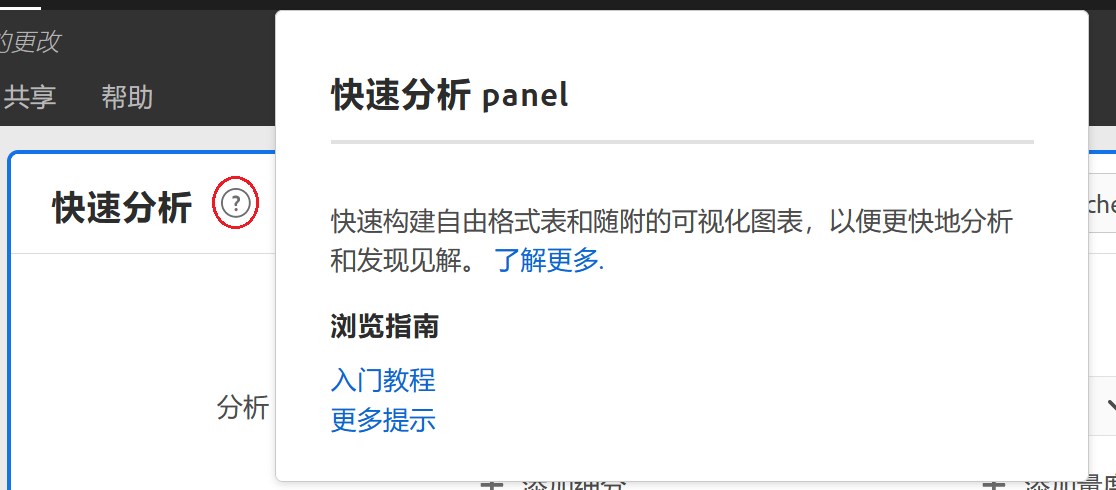 的更改
共享 帮助
快速分析 ?
快速分析 panel
快速构建自由格式表和随附的可视化图表，以便更快地分析
和发现见解。 了解更多.
浏览指南
入门教程
更多提示
分析